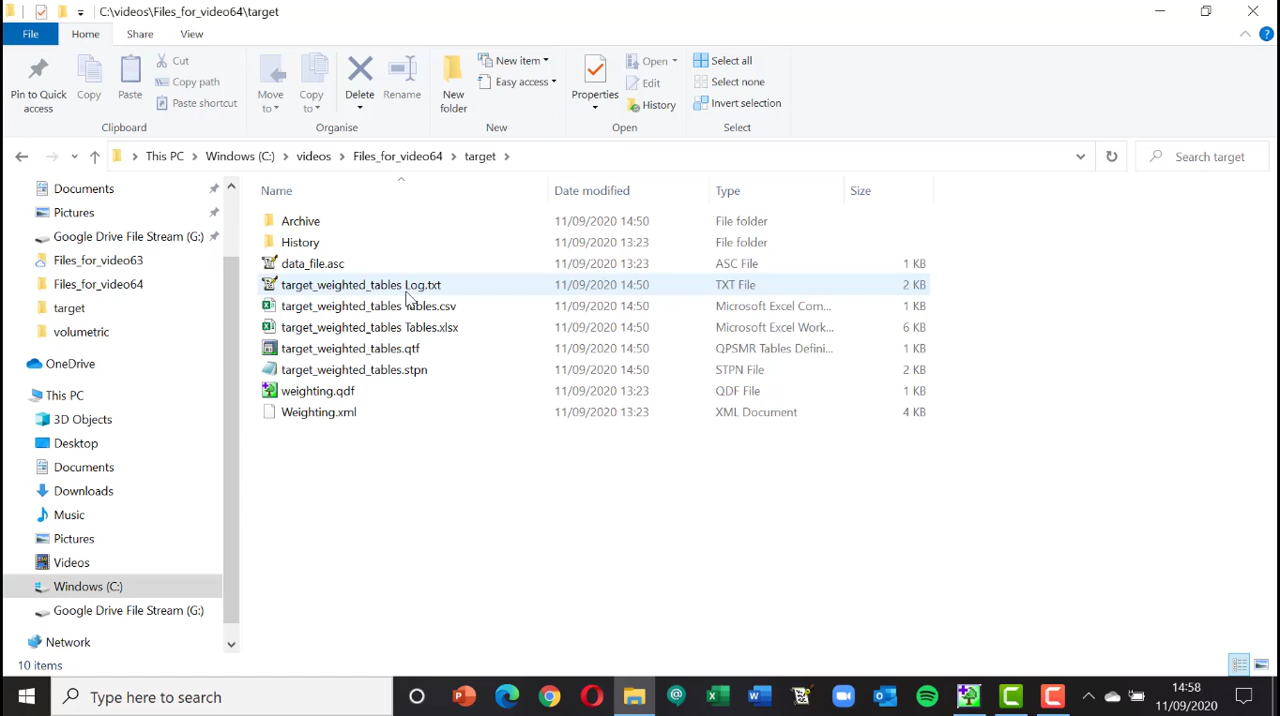 C:\videos\Files_for_video64\target
File Home Share View
Pin to Quick access
Copy
Paste
Cut
Copy path
Paste shortcut
Clipboard
Move to
Copy to
Delete
Rename
Organise
New folder
New item
Easy access
New
Properties
Open
Edit
History
Open
Select all
Select none
Invert selection
Select
This PC > Windows (C:) > videos > Files_for_video64 > target >
Search target
Documents
Pictures
Google Drive File Stream (G:)
Files_for_video63
Files_for_video64
target
volumetric
OneDrive
This PC
3D Objects
Desktop
Documents
Downloads
Music
Pictures
Videos
Windows (C:)
Google Drive File Stream (G:)
Network
Name Date modified Type Size
Archive 11/09/2020 14:50 File folder
History 11/09/2020 13:23 File folder
data_file.asc 11/09/2020 13:23 ASC File 1 KB
target_weighted_tables Log.txt 11/09/2020 14:50 TXT File 2 KB
target_weighted_tables Tables.csv 11/09/2020 14:50 Microsoft Excel Com... 1 KB
target_weighted_tables Tables.xlsx 11/09/2020 14:50 Microsoft Excel Work... 6 KB
target_weighted_tables.qtf 11/09/2020 14:50 QPSMR Tables Defini... 1 KB
target_weighted_tables.stpn 11/09/2020 14:50 STPN File 2 KB
weighting.qdf 11/09/2020 13:23 QDF File 1 KB
Weighting.xml 11/09/2020 13:23 XML Document 4 KB
10 items
Type here to search
14:58
11/09/2020